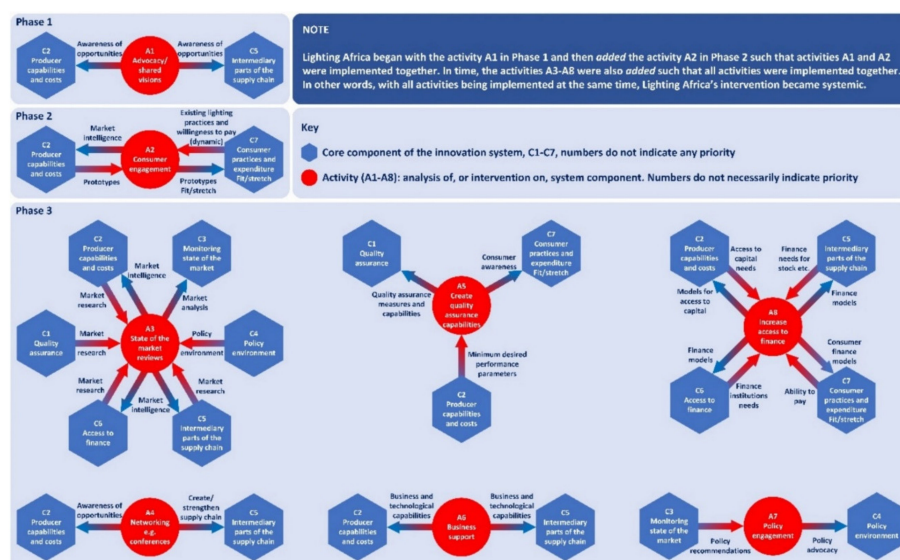 Phase 1
C2
Producer
capabilities
and costs
Awareness of
opportunities
A1
Advocacy/
shared
visions
Awareness of
opportunities
C5
Intermediary
parts of the
supply chain
NOTE
Lighting Africa began with the activity A1 in Phase 1 and then added the activity A2 in Phase 2 such that activities A1 and A2
were implemented together. In time, the activities A3-A8 were also added such that all activities were implemented together.
In other words, with all activities being implemented at the same time, Lighting Africa's intervention became systemic.
Phase 2
C2
Producer
capabilities
and costs
Market
intelligence
Prototypes
A2
Consumer
engagement
Existing lighting
practices and
willingness to pay
(dynamic)
Prototypes
Fit/stretch
C7
Consumer
practices and
expenditure
Fit/stretch
Key
Core component of the innovation system, C1-C7, numbers do not indicate any priority
Activity (A1-A8): analysis of, or intervention on, system component. Numbers do not necessarily indicate priority
Phase 3
C2
Producer
capabilities
and costs
C3
Monitoring
state of the
market
Market
intelligence
Market
research
Market
analysis
C1
Quality
assurance
Market
research
A3
State of the
market
reviews
Policy
environment
C4
Policy
environment
Market
research
Market
research
Market
intelligence
C6
Access to
finance
C5
Intermediary
parts of the
supply chain
C1
Quality
assurance
C7
Consumer
practices and
expenditure
Fit/stretch
Consumer
awareness
Quality assurance
measures and
capabilities
A5
Create
quality
assurance
capabilities
Minimum desired
performance
parameters
C2
Producer
capabilities
and costs
C2
Producer
capabilities
and costs
Access to
capital
needs
Finance
needs for
stock etc.
C5
Intermediary
parts of the
supply chain
Models for
access to
capital
Finance
models
A8
Increase
access to
finance
Finance
models
Consumer
finance
models
C6
Access to
finance
Finance
institutions
needs
Ability to
pay
C7
Consumer
practices and
expenditure
Fit/stretch
C2
Producer
capabilities
and costs
Awareness of
opportunities
A4
Networking
e.g.
conferences
Create/
strengthen
supply chain
C5
Intermediary
parts of the
supply chain
C2
Producer
capabilities
and costs
Business and
technological
capabilities
A6
Business
support
Business and
technological
capabilities
C5
Intermediary
parts of the
supply chain
C3
Monitoring
state of the
market
Policy
recommendations
A7
Policy
engagement
Policy
advocacy
C4
Policy
environment